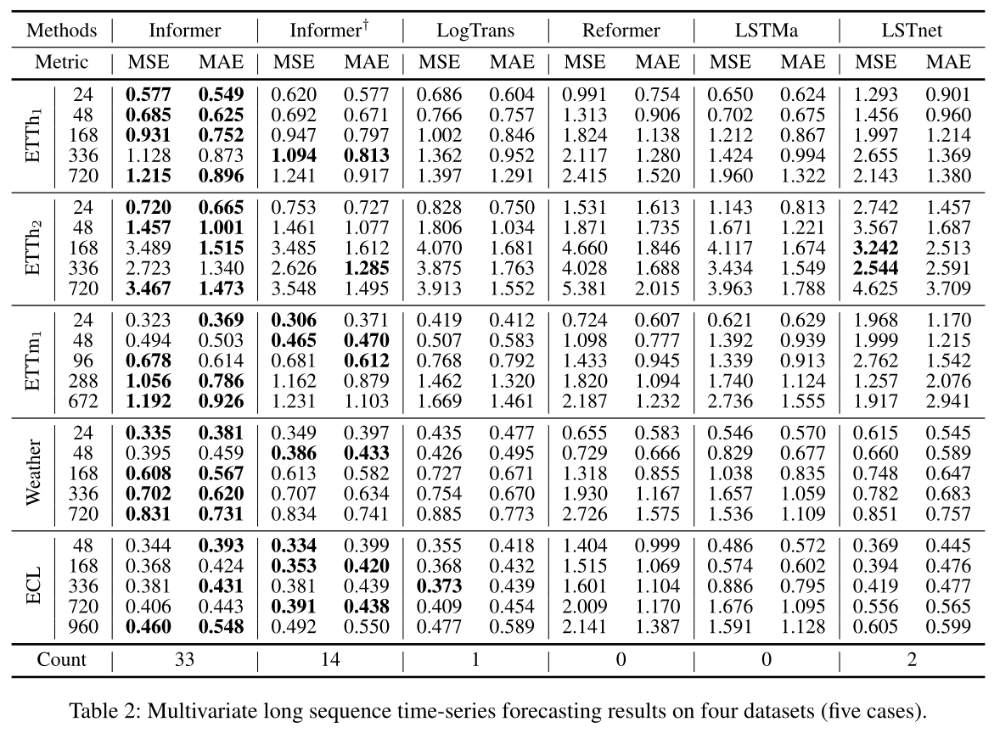 Methods Informer Informer† LogTrans Reformer LSTMa LSTnet
Metric MSE MAE MSE MAE MSE MAE MSE MAE MSE MAE MSE MAE
ETTh1
24 0.577 0.549 0.620 0.577 0.686 0.604 0.991 0.754 0.650 0.624 1.293 0.901
48 0.685 0.625 0.692 0.671 0.766 0.757 1.313 0.906 0.702 0.675 1.456 0.960
168 0.931 0.752 0.947 0.797 1.002 0.846 1.824 1.138 1.212 0.867 1.997 1.214
336 1.128 0.873 1.094 0.813 1.362 0.952 2.117 1.280 1.424 0.994 2.655 1.369
720 1.215 0.896 1.241 0.917 1.397 1.291 2.415 1.520 1.960 1.322 2.143 1.380
ETTh2
24 0.720 0.665 0.753 0.727 0.828 0.750 1.531 1.613 1.143 0.813 2.742 1.457
48 1.457 1.001 1.461 1.077 1.806 1.034 1.871 1.735 1.671 1.221 3.567 1.687
168 3.489 1.515 3.485 1.612 4.070 1.681 4.660 1.846 4.117 1.674 3.242 2.513
336 2.723 1.340 2.626 1.285 3.875 1.763 4.028 1.688 3.434 1.549 2.544 2.591
720 3.467 1.473 3.548 1.495 3.913 1.552 5.381 2.015 3.963 1.788 4.625 3.709
ETTm1
24 0.323 0.369 0.306 0.371 0.419 0.412 0.724 0.607 0.621 0.629 1.968 1.170
48 0.494 0.503 0.465 0.470 0.507 0.583 1.098 0.777 1.392 0.939 1.999 1.215
96 0.678 0.614 0.681 0.612 0.768 0.792 1.433 0.945 1.339 0.913 2.762 1.542
288 1.056 0.786 1.162 0.879 1.462 1.320 1.820 1.094 1.740 1.124 1.257 2.076
672 1.192 0.926 1.231 1.103 1.669 1.461 2.187 1.232 2.736 1.555 1.917 2.941
Weather
24 0.335 0.381 0.349 0.397 0.435 0.477 0.655 0.583 0.546 0.570 0.615 0.545
48 0.395 0.459 0.386 0.433 0.426 0.495 0.729 0.666 0.829 0.677 0.660 0.589
168 0.608 0.567 0.613 0.582 0.727 0.671 1.318 0.855 1.038 0.835 0.748 0.647
336 0.702 0.620 0.707 0.634 0.754 0.670 1.930 1.167 1.657 1.059 0.782 0.683
720 0.831 0.731 0.834 0.741 0.885 0.773 2.726 1.575 1.536 1.109 0.851 0.757
ECL
48 0.344 0.393 0.334 0.399 0.355 0.418 1.404 0.999 0.486 0.572 0.369 0.445
168 0.368 0.424 0.353 0.420 0.368 0.432 1.515 1.069 0.574 0.602 0.394 0.476
336 0.381 0.431 0.381 0.439 0.373 0.439 1.601 1.104 0.886 0.795 0.419 0.477
720 0.406 0.443 0.391 0.438 0.409 0.454 2.009 1.170 1.676 1.095 0.556 0.565
960 0.460 0.548 0.492 0.550 0.477 0.589 2.141 1.387 1.591 1.128 0.605 0.599
Count 33 14 1 0 0 2
Table 2: Multivariate long sequence time-series forecasting results on four datasets (five cases).